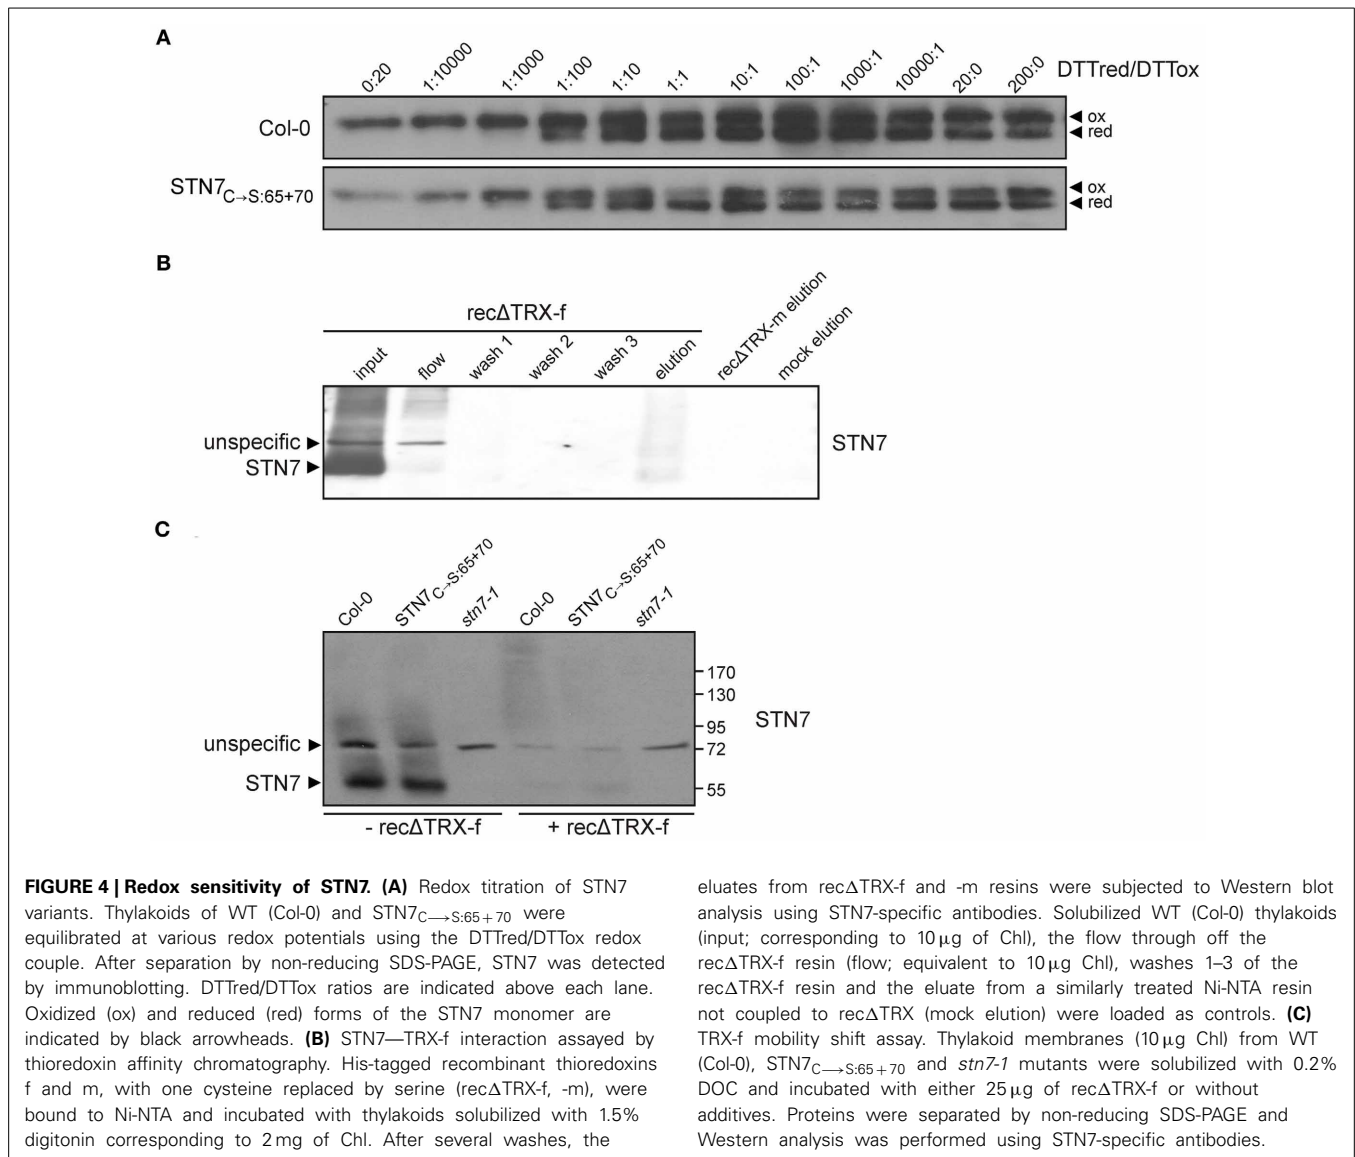 A
0:20 1:10000 1:1000 1:100 1:10 1:1 10:1 100:1 1000:1 10000:1 20:0 200:0 DTTred/DTTox
Col-0 ◄ ox
◄ red
STN7C→S:65+70 ◄ ox
◄ red
B
recΔTRX-f
input flow wash 1 wash 2 wash 3 elution recΔTRX-m elution mock elution
unspecific ►
STN7 ► STN7
C
Col-0 STN7C→S:65+70 stn7-1 Col-0 STN7C→S:65+70 stn7-1
170
130
STN7
95
unspecific ► 72
STN7 ► 55
- recΔTRX-f + recΔTRX-f
FIGURE 4 | Redox sensitivity of STN7. (A) Redox titration of STN7
variants. Thylakoids of WT (Col-0) and STN7C→S:65+70 were
equilibrated at various redox potentials using the DTTred/DTTox redox
couple. After separation by non-reducing SDS-PAGE, STN7 was detected
by immunoblotting. DTTred/DTTox ratios are indicated above each lane.
Oxidized (ox) and reduced (red) forms of the STN7 monomer are
indicated by black arrowheads. (B) STN7—TRX-f interaction assayed by
thioredoxin affinity chromatography. His-tagged recombinant thioredoxins
f and m, with one cysteine replaced by serine (recΔTRX-f, -m), were
bound to Ni-NTA and incubated with thylakoids solubilized with 1.5%
digitonin corresponding to 2 mg of Chl. After several washes, the
eluates from recΔTRX-f and -m resins were subjected to Western blot
analysis using STN7-specific antibodies. Solubilized WT (Col-0) thylakoids
(input; corresponding to 10 μg of Chl), the flow through off the
recΔTRX-f resin (flow; equivalent to 10 μg Chl), washes 1–3 of the
recΔTRX-f resin and the eluate from a similarly treated Ni-NTA resin
not coupled to recΔTRX (mock elution) were loaded as controls. (C)
TRX-f mobility shift assay. Thylakoid membranes (10 μg Chl) from WT
(Col-0), STN7C→S:65+70 and stn7-1 mutants were solubilized with 0.2%
DOC and incubated with either 25 μg of recΔTRX-f or without
additives. Proteins were separated by non-reducing SDS-PAGE and
Western analysis was performed using STN7-specific antibodies.